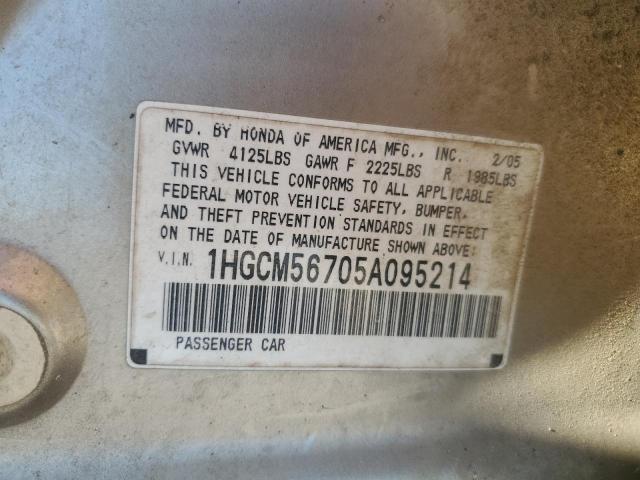 MFD. BY HONDA OF AMERICA MFG., INC. 2/05
GVWR 4125LBS GAWR F 2225LBS R 1985LBS
THIS VEHICLE CONFORMS TO ALL APPLICABLE
FEDERAL MOTOR VEHICLE SAFETY, BUMPER,
AND THEFT PREVENTION STANDARDS IN EFFECT
ON THE DATE OF MANUFACTURE SHOWN ABOVE:
V.I.N. 1HGCM56705A095214
PASSENGER CAR